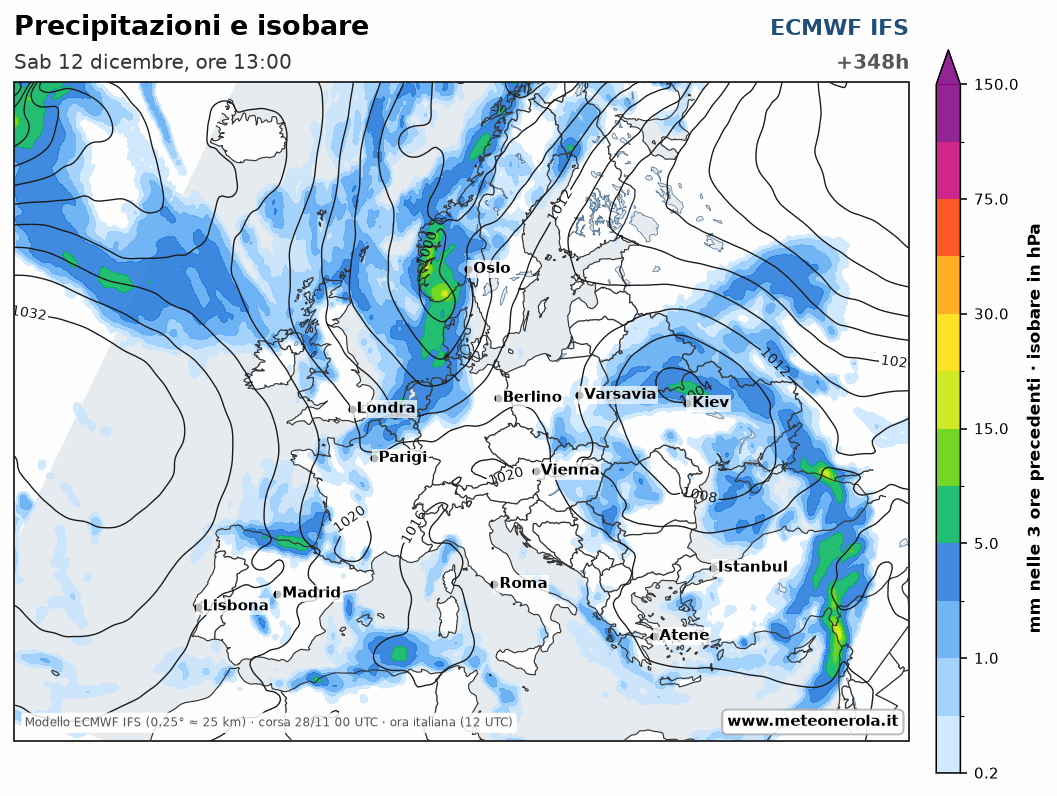 Precipitazioni e isobare
ECMWF IFS
Sab 12 dicembre, ore 13:00
+348h
150.0
75.0
30.0
15.0
5.0
1.0
0.2
mm nelle 3 ore precedenti · isobare in hPa
1012
1000
Oslo
1032
1012
102
1004
Berlino
Varsavia
Kiev
Londra
Parigi
1020
Vienna
1008
1020
1016
Istanbul
Roma
Madrid
Lisbona
Atene
Modello ECMWF IFS (0,25° ≈ 25 km) · corsa 28/11 00 UTC · ora italiana (12 UTC)
www.meteonerola.it